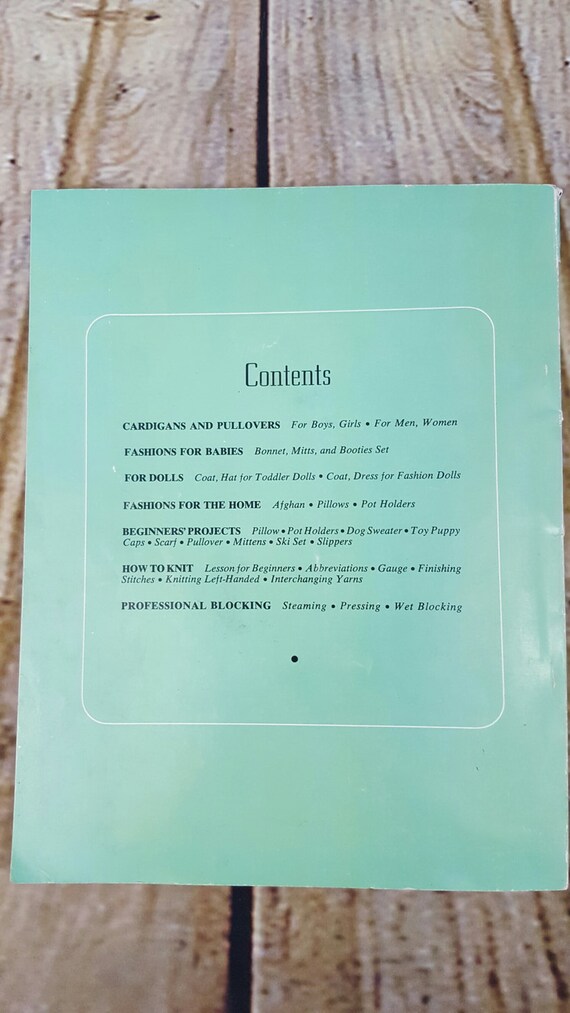 Contents
CARDIGANS AND PULLOVERS For Boys, Girls • For Men, Women
FASHIONS FOR BABIES Bonnet, Mitts, and Booties Set
FOR DOLLS Coat, Hat for Toddler Dolls • Coat, Dress for Fashion Dolls
FASHIONS FOR THE HOME Afghan • Pillows • Pot Holders
BEGINNERS' PROJECTS Pillow • Pot Holders • Dog Sweater • Toy Puppy
Caps • Scarf • Pullover • Mittens • Ski Set • Slippers
HOW TO KNIT Lesson for Beginners • Abbreviations • Gauge • Finishing
Stitches • Knitting Left-Handed • Interchanging Yarns
PROFESSIONAL BLOCKING Steaming • Pressing • Wet Blocking
•